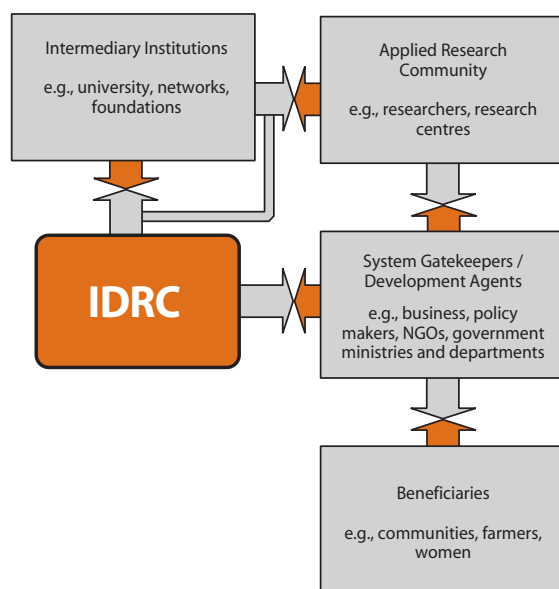 Intermediary Institutions
e.g., university, networks,
foundations
Applied Research
Community
e.g., researchers, research
centres
IDRC
System Gatekeepers /
Development Agents
e.g., business, policy
makers, NGOs, government
ministries and departments
Beneficiaries
e.g., communities, farmers,
women